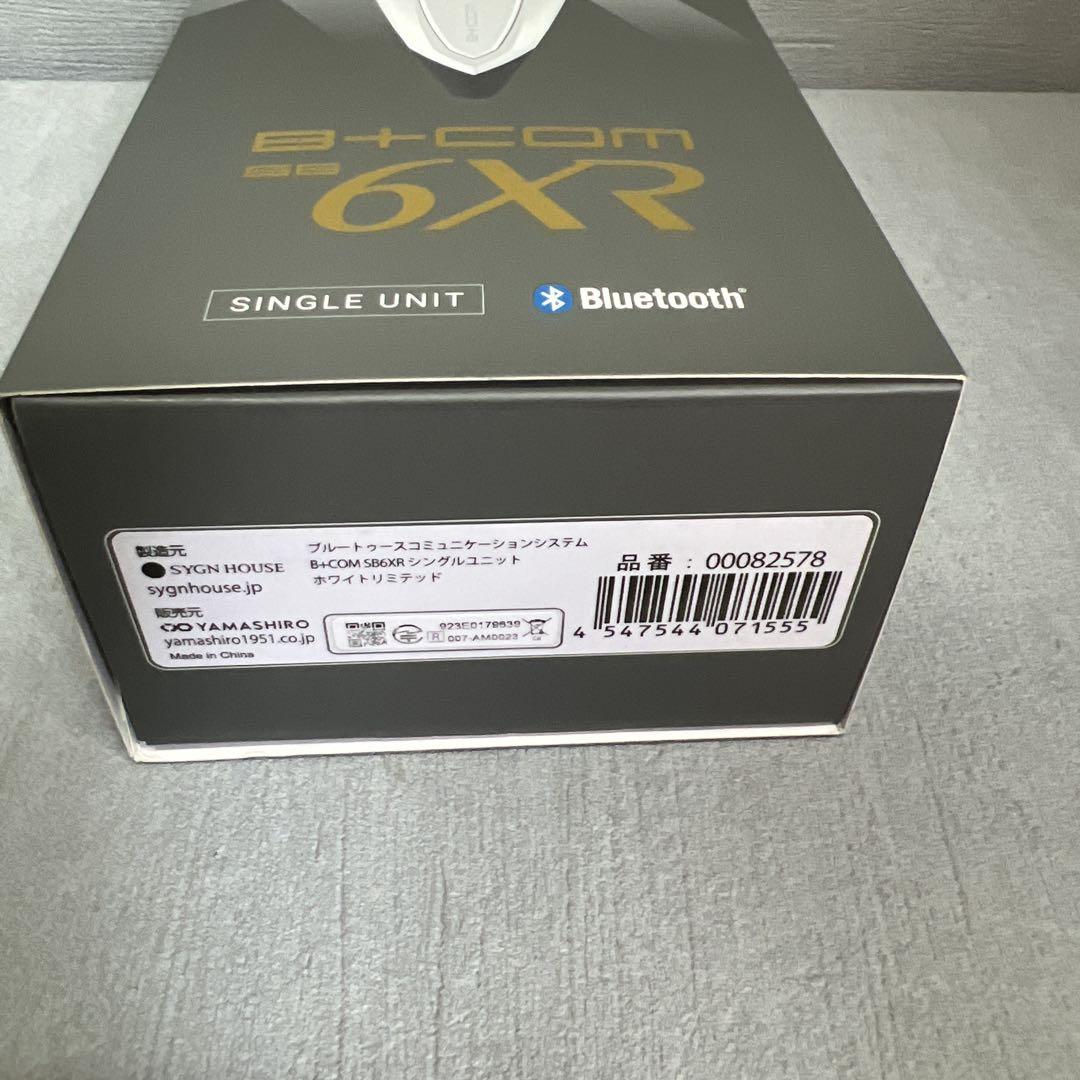 B+COM
B+COM
SB
6XR
SINGLE UNIT
Bluetooth®
製造元
SYGN HOUSE
sygnhouse.jp
販売元
YAMASHIRO
yamashiro1951.co.jp
Made in China
ブルートゥースコミュニケーションシステム
B+COM SB6XR シングルユニット
ホワイトリミテッド
923E0179639
R 007-AM0023
品番 : 00082578
4 547544 071555